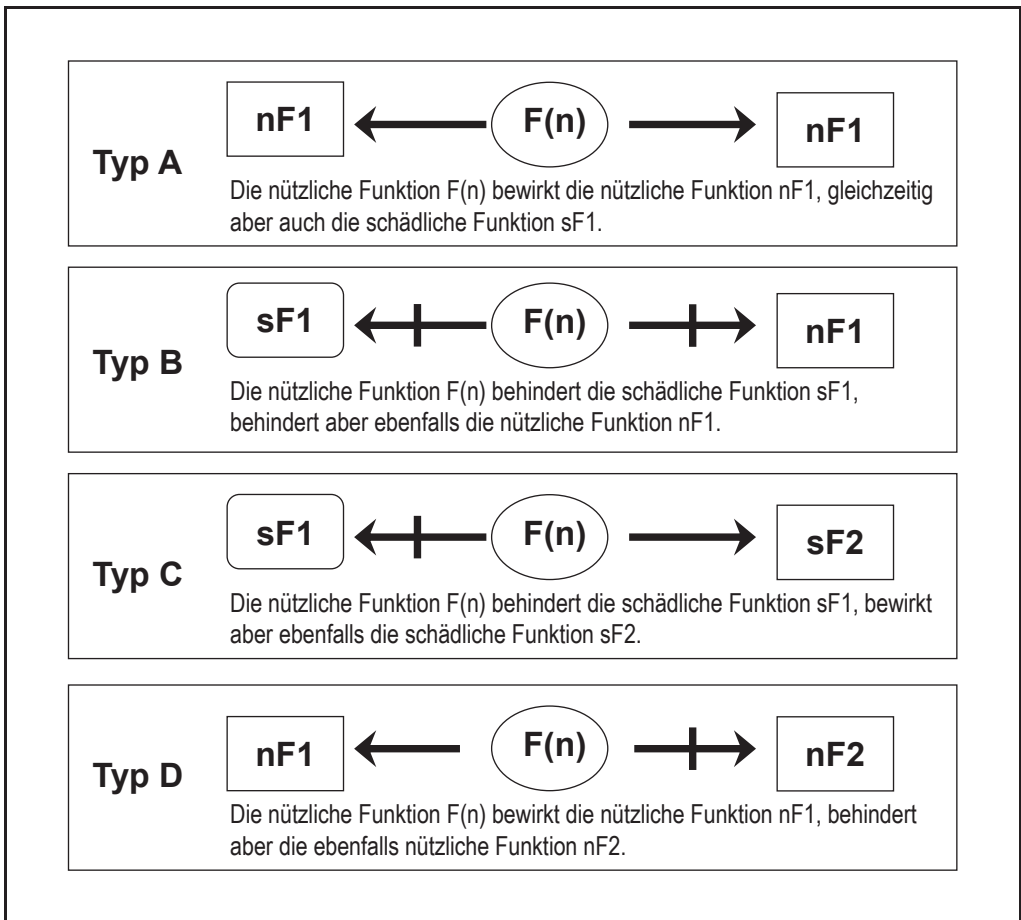 Typ A
nF1 F(n) nF1
Die nützliche Funktion F(n) bewirkt die nützliche Funktion nF1, gleichzeitig
aber auch die schädliche Funktion sF1.
Typ B
sF1 F(n) nF1
Die nützliche Funktion F(n) behindert die schädliche Funktion sF1,
behindert aber ebenfalls die nützliche Funktion nF1.
Typ C
sF1 F(n) sF2
Die nützliche Funktion F(n) behindert die schädliche Funktion sF1, bewirkt
aber ebenfalls die schädliche Funktion sF2.
Typ D
nF1 F(n) nF2
Die nützliche Funktion F(n) bewirkt die nützliche Funktion nF1, behindert
aber die ebenfalls nützliche Funktion nF2.